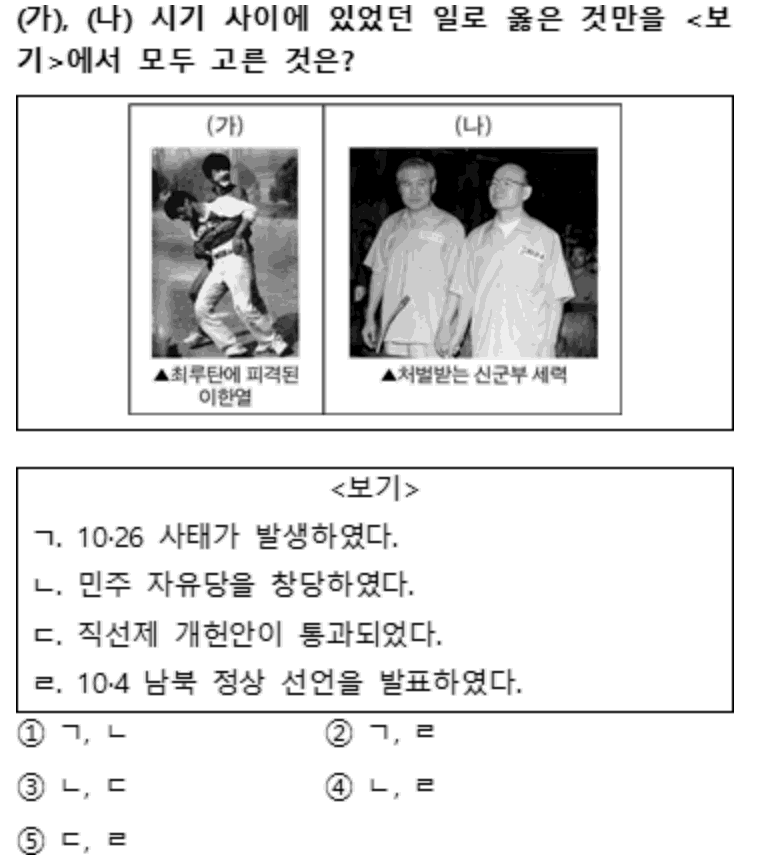 (가), (나) 시기 사이에 있었던 일로 옳은 것만을 <보
기>에서 모두 고른 것은?
(가)
▲최루탄에 피격된
이한열
(나)
▲처벌받는 신군부 세력
<보기>
ㄱ. 10·26 사태가 발생하였다.
ㄴ. 민주 자유당을 창당하였다.
ㄷ. 직선제 개헌안이 통과되었다.
ㄹ. 10·4 남북 정상 선언을 발표하였다.
① ㄱ, ㄴ ② ㄱ, ㄹ
③ ㄴ, ㄷ ④ ㄴ, ㄹ
⑤ ㄷ, ㄹ